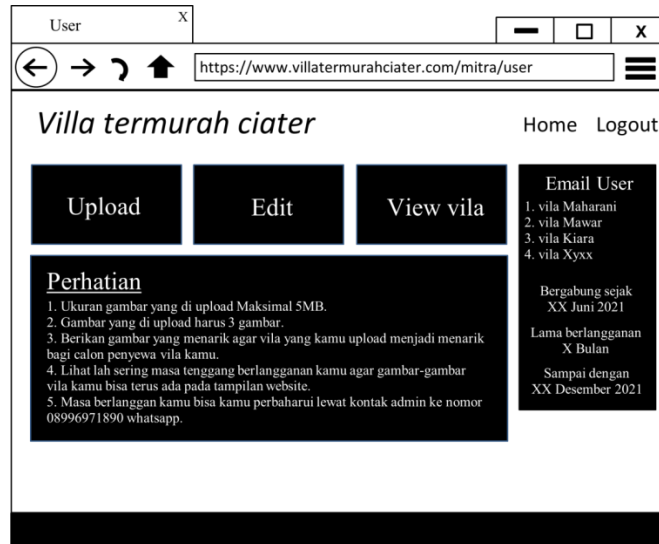 User
X
X
https://www.villatermurahciater.com/mitra/user
Villa termurah ciater
Home Logout
Upload
Edit
View vila
Perhatian
1. Ukuran gambar yang di upload Maksimal 5MB.
2. Gambar yang di upload harus 3 gambar.
3. Berikan gambar yang menarik agar vila yang kamu upload menjadi menarik
bagi calon penyewa vila kamu.
4. Lihat lah sering masa tenggang berlangganan kamu agar gambar-gambar
vila kamu bisa terus ada pada tampilan website.
5. Masa berlanggan kamu bisa kamu perbaharui lewat kontak admin ke nomor
08996971890 whatsapp.
Email User
1. vila Maharani
2. vila Mawar
3. vila Kiara
4. vila Xyxx
Bergabung sejak
XX Juni 2021
Lama berlangganan
X Bulan
Sampai dengan
XX Desember 2021